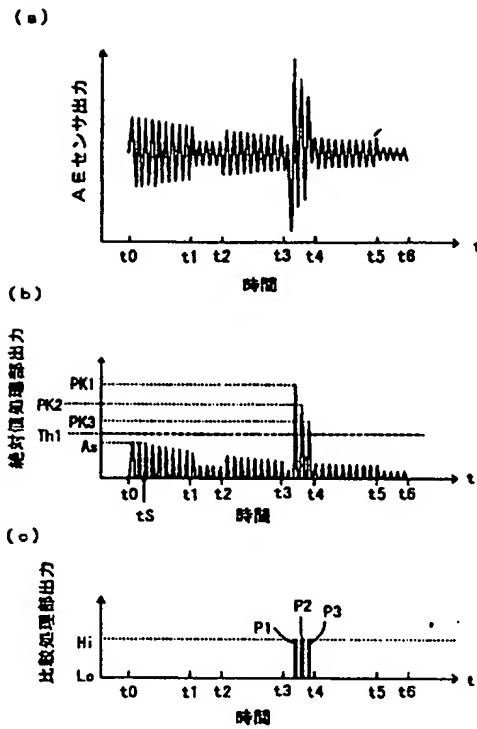 (a)
AEセンサ出力
t0 t1 t2 t3 t4 t5 t6 t
時間
(b)
絶対値処理部出力
PK1
PK2
PK3
Th1
As
t0 tS t1 t2 t3 t4 t5 t6 t
時間
(c)
比較処理部出力
P1 P2 P3
Hi
Lo
t0 t1 t2 t3 t4 t5 t6 t
時間